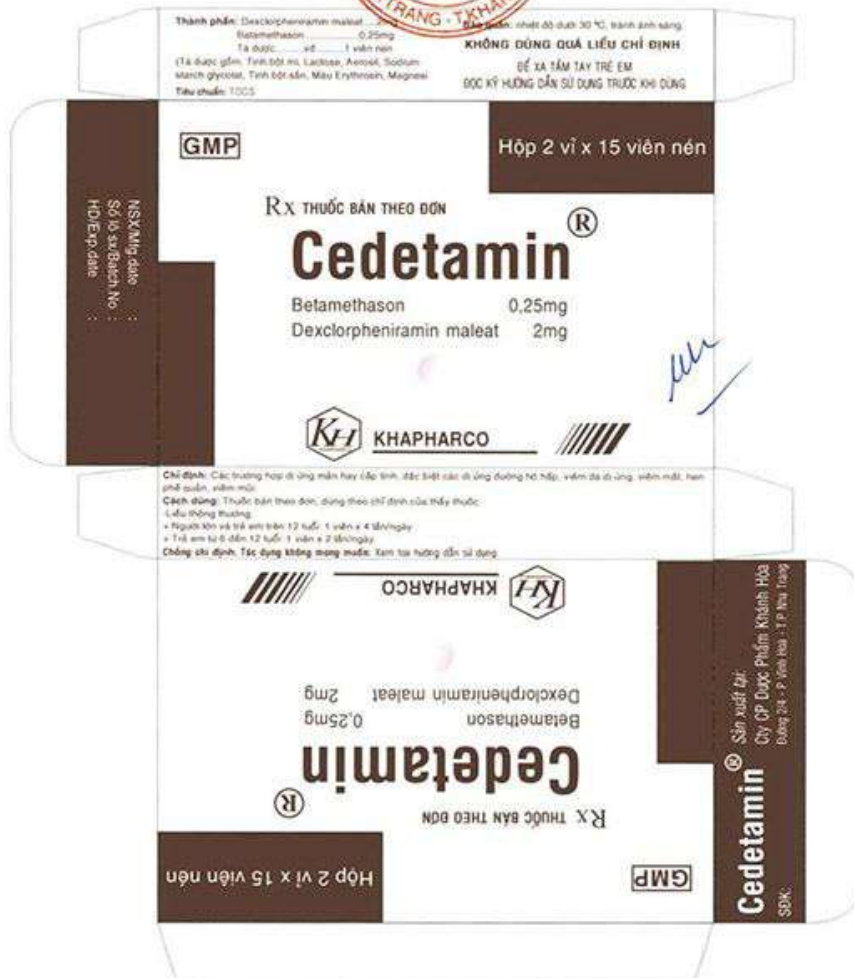 TRANG - T.KHÁN
Thành phần: Dexclorpheniramin maleat ....2mg
Betamethason ............ 0,25mg
Tá dược ........ vđ ........ 1 viên nén
(Tá dược gồm: Tinh bột mì, Lactose, Aerosil, Sodium
starch glycolat, Tinh bột sắn, Màu Erythrosin, Magnesi
Tiêu chuẩn: TCCS
Bảo quản: nhiệt độ dưới 30 °C, tránh ánh sáng
KHÔNG DÙNG QUÁ LIỀU CHỈ ĐỊNH
ĐỂ XA TẦM TAY TRẺ EM
ĐỌC KỸ HƯỚNG DẪN SỬ DỤNG TRƯỚC KHI DÙNG
NSX/Mfg.date :
Số lô sx/Batch.No :
HD/Exp.date :
GMP
Hộp 2 vỉ x 15 viên nén
Rx THUỐC BÁN THEO ĐƠN
Cedetamin®
Betamethason 0,25mg
Dexclorpheniramin maleat 2mg
KH KHAPHARCO
Chỉ định: Các trường hợp dị ứng mãn hay cấp tính, đặc biệt các dị ứng đường hô hấp, viêm da dị ứng, viêm mắt, hen
phế quản, viêm mũi.
Cách dùng: Thuốc bán theo đơn, dùng theo chỉ định của thầy thuốc
-Liều thông thường:
+ Người lớn và trẻ em trên 12 tuổi: 1 viên x 4 lần/ngày
+ Trẻ em từ 6 đến 12 tuổi: 1 viên x 2 lần/ngày
Chống chỉ định, Tác dụng không mong muốn: Xem toa hướng dẫn sử dụng
GMP
Hộp 2 vỉ x 15 viên nén
Rx THUỐC BÁN THEO ĐƠN
Cedetamin®
Betamethason 0,25mg
Dexclorpheniramin maleat 2mg
KH KHAPHARCO
Cedetamin®
SĐK:
Sản xuất tại:
Cty CP Dược Phẩm Khánh Hòa
Đường 2/4 - P. Vĩnh Hoà - T.P Nha Trang